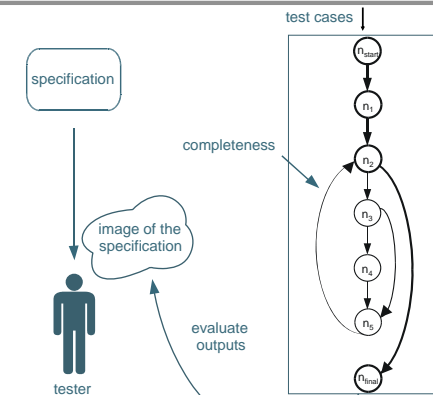 test cases
specification
n_start
n_1
completeness
n_2
n_3
image of the
specification
n_4
n_5
evaluate
outputs
n_final
tester